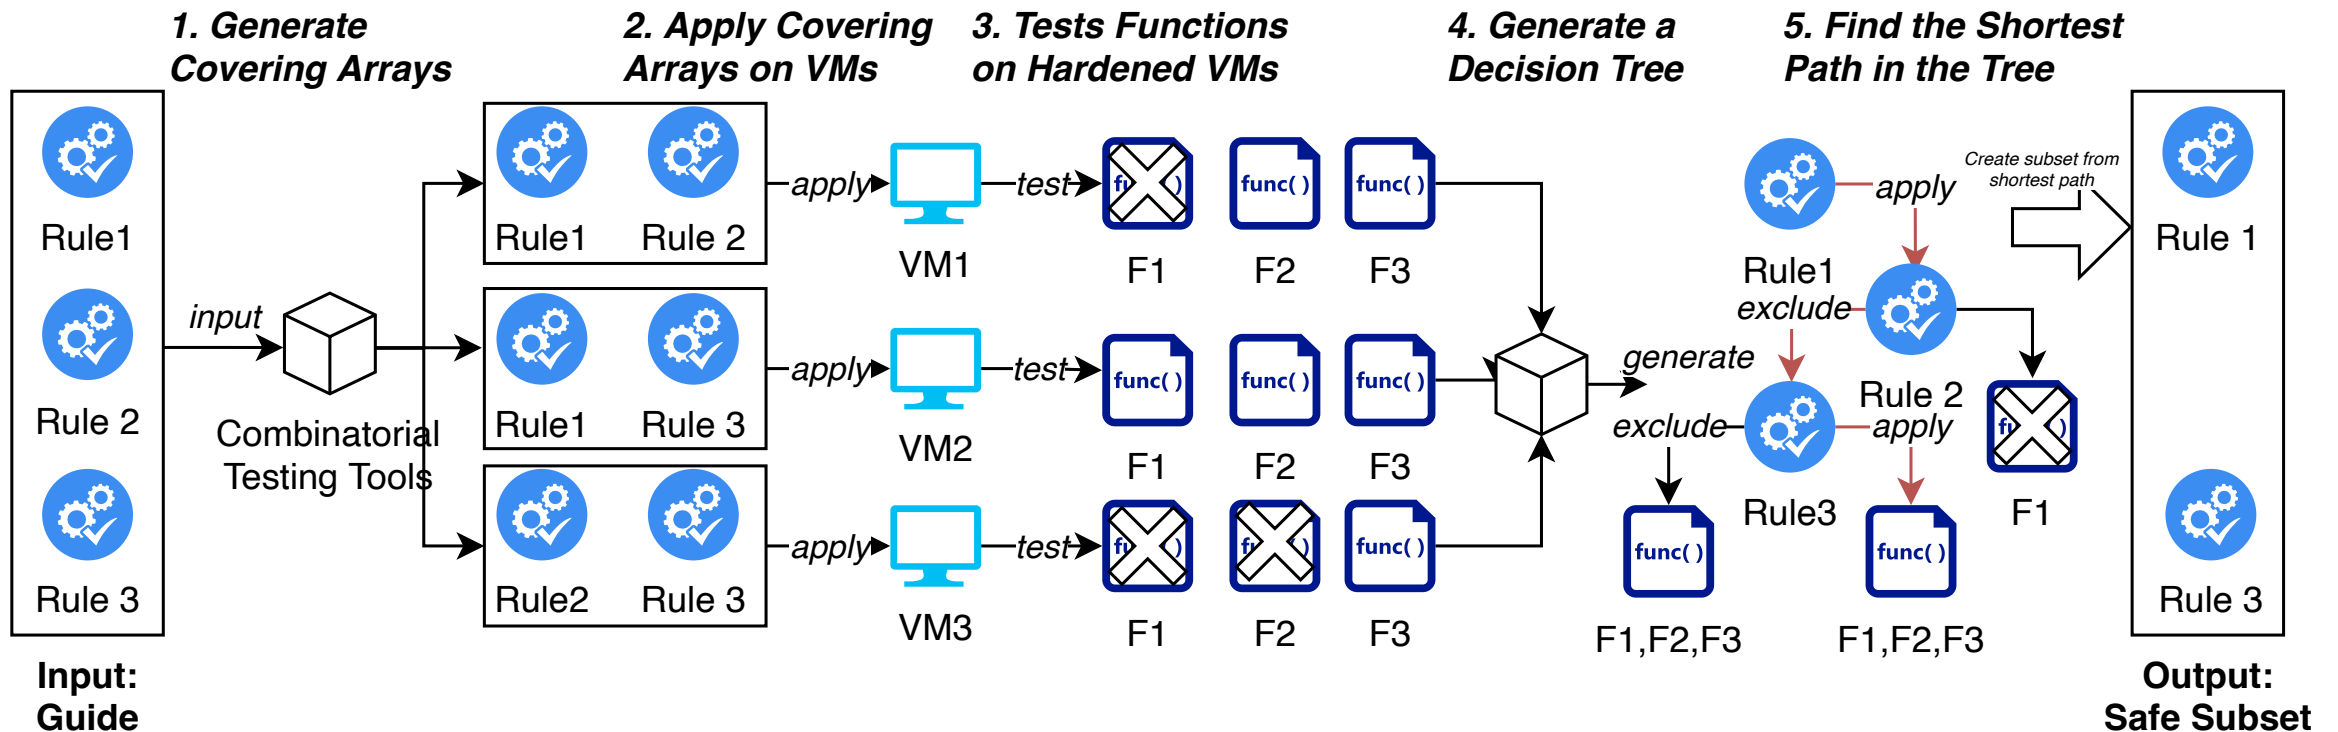 1. Generate
Covering Arrays
2. Apply Covering
Arrays on VMs
3. Tests Functions
on Hardened VMs
4. Generate a
Decision Tree
5. Find the Shortest
Path in the Tree
Rule1
Rule 2
Rule 3
Input:
Guide
input
Combinatorial
Testing Tools
Rule1
Rule 2
apply
VM1
test
func( )
F1
func( )
F2
func( )
F3
Rule1
Rule 3
apply
VM2
test
func( )
F1
func( )
F2
func( )
F3
Rule2
Rule 3
apply
VM3
test
func( )
F1
func( )
F2
func( )
F3
generate
Rule1
apply
exclude
Rule 2
func( )
F1
exclude
Rule3
apply
func( )
F1,F2,F3
func( )
F1,F2,F3
Create subset from
shortest path
Rule 1
Rule 3
Output:
Safe Subset